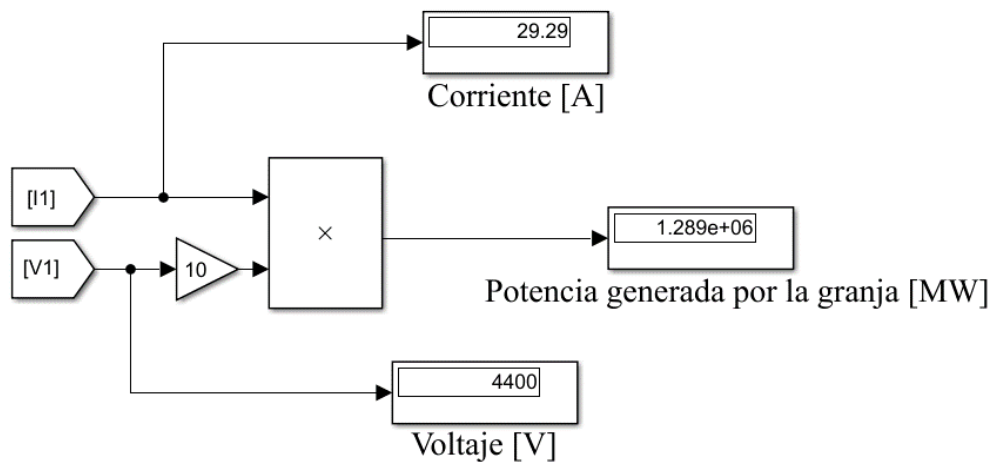 29.29
Corriente [A]
[I1]
×
1.289e+06
[V1]
10
Potencia generada por la granja [MW]
4400
Voltaje [V]